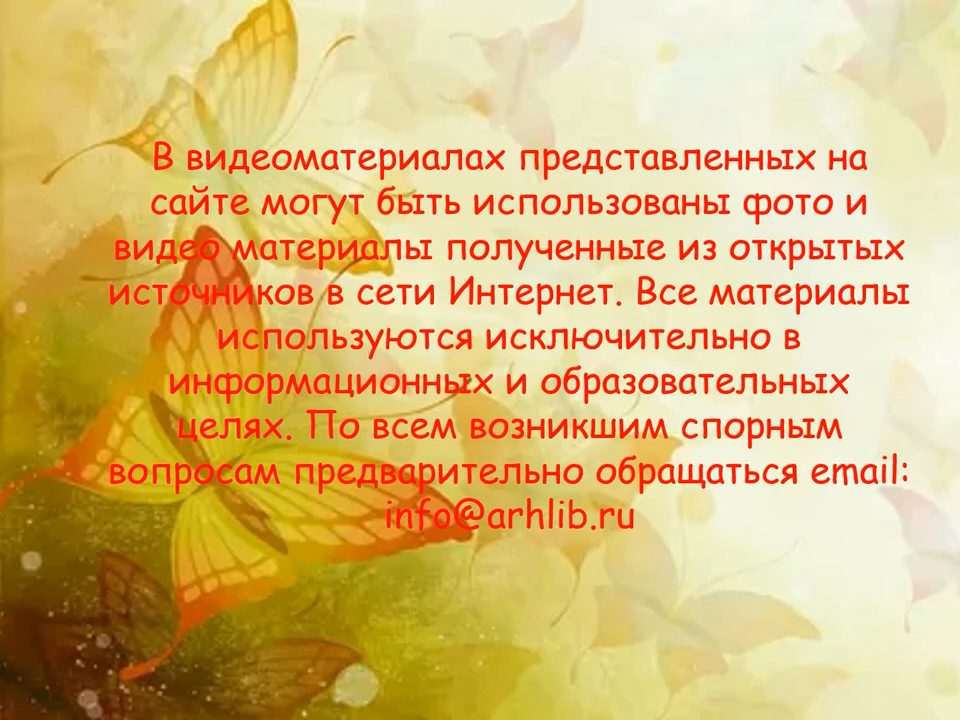 В видеоматериалах представленных на
сайте могут быть использованы фото и
видео материалы полученные из открытых
источников в сети Интернет. Все материалы
используются исключительно в
информационных и образовательных
целях. По всем возникшим спорным
вопросам предварительно обращаться email:
info@arhlib.ru